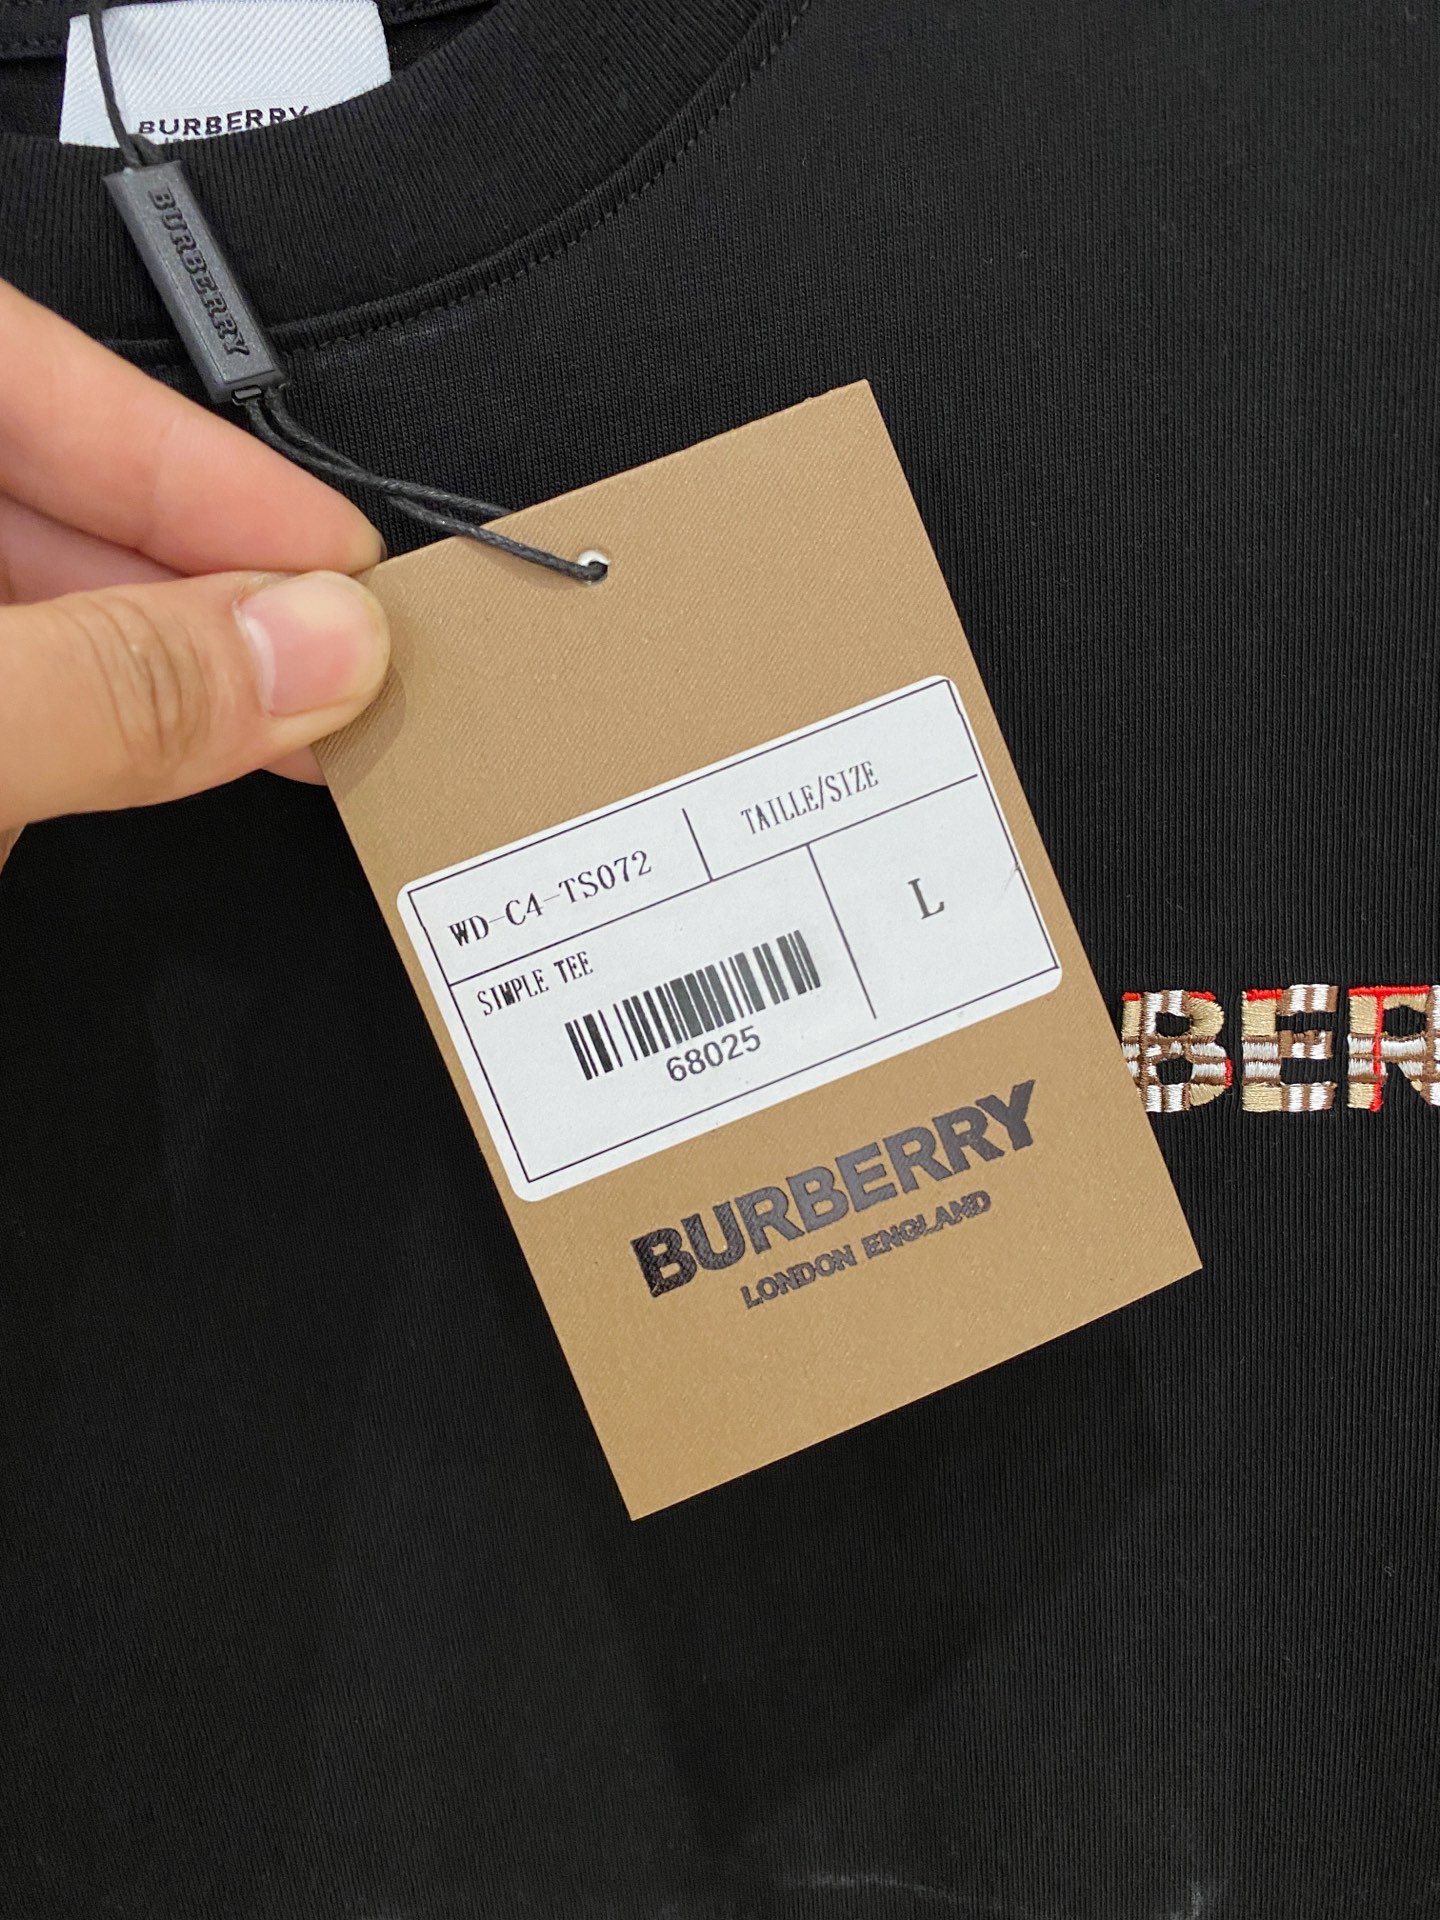 BURBERRY
BURBERRY
WD-C4-TS072
TAILLE/SIZE
SIMPLE TEE
L
68025
BURBERRY
LONDON ENGLAND
BER